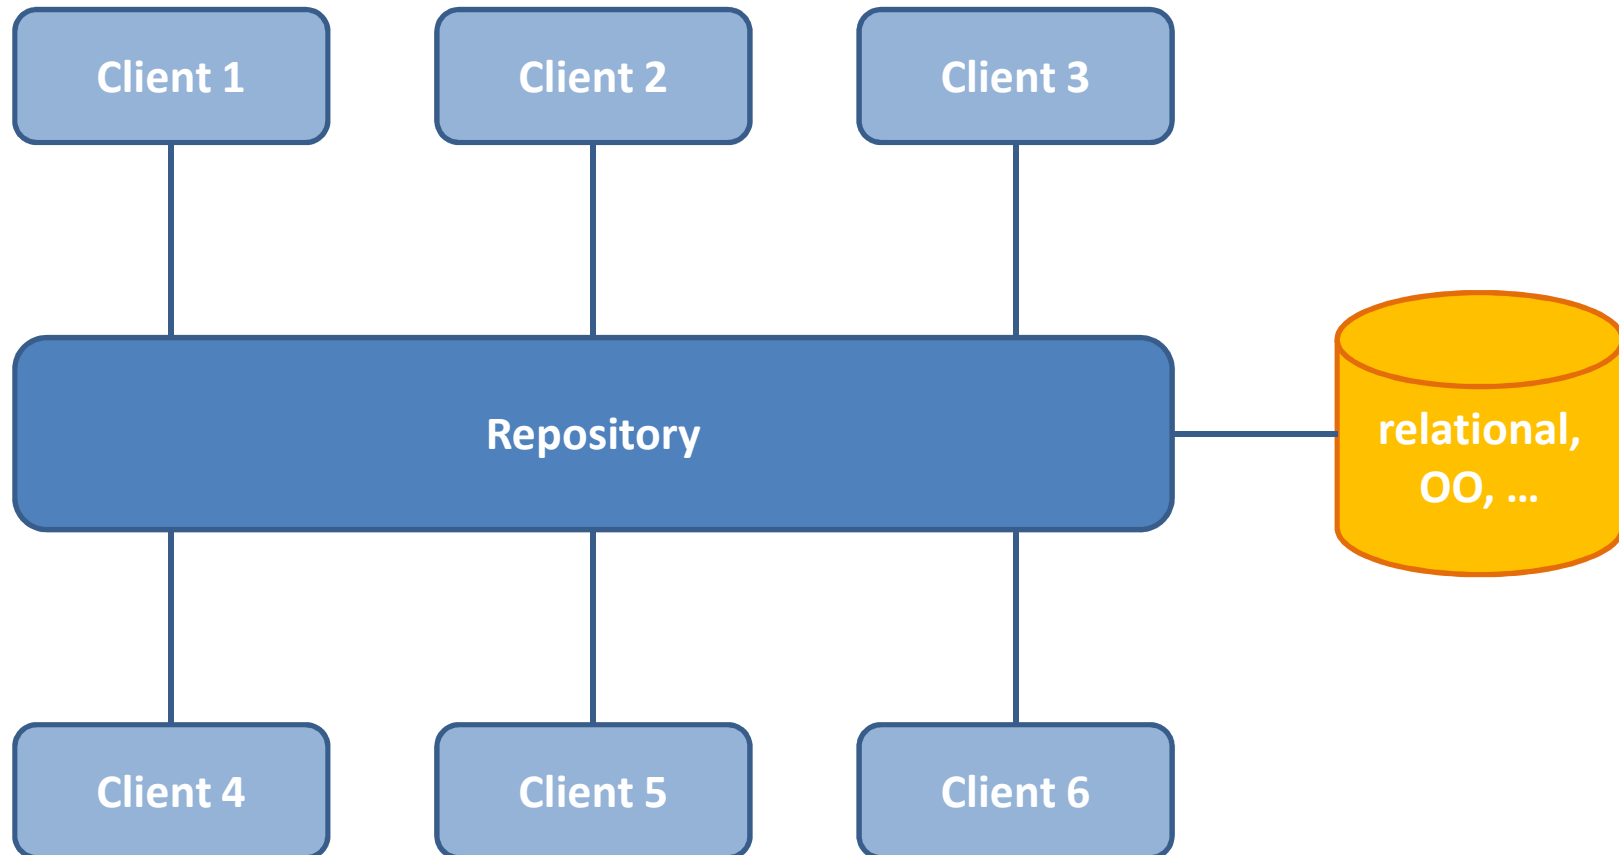 Client 1
Client 2
Client 3
Repository
relational,
OO, ...
Client 4
Client 5
Client 6